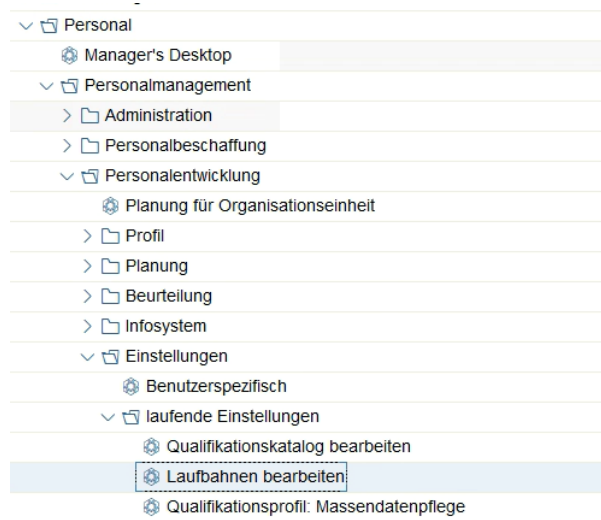 Personal
Manager's Desktop
Personalmanagement
Administration
Personalbeschaffung
Personalentwicklung
Planung für Organisationseinheit
Profil
Planung
Beurteilung
Infosystem
Einstellungen
Benutzerspezifisch
laufende Einstellungen
Qualifikationskatalog bearbeiten
Laufbahnen bearbeiten
Qualifikationsprofil: Massendatenpflege